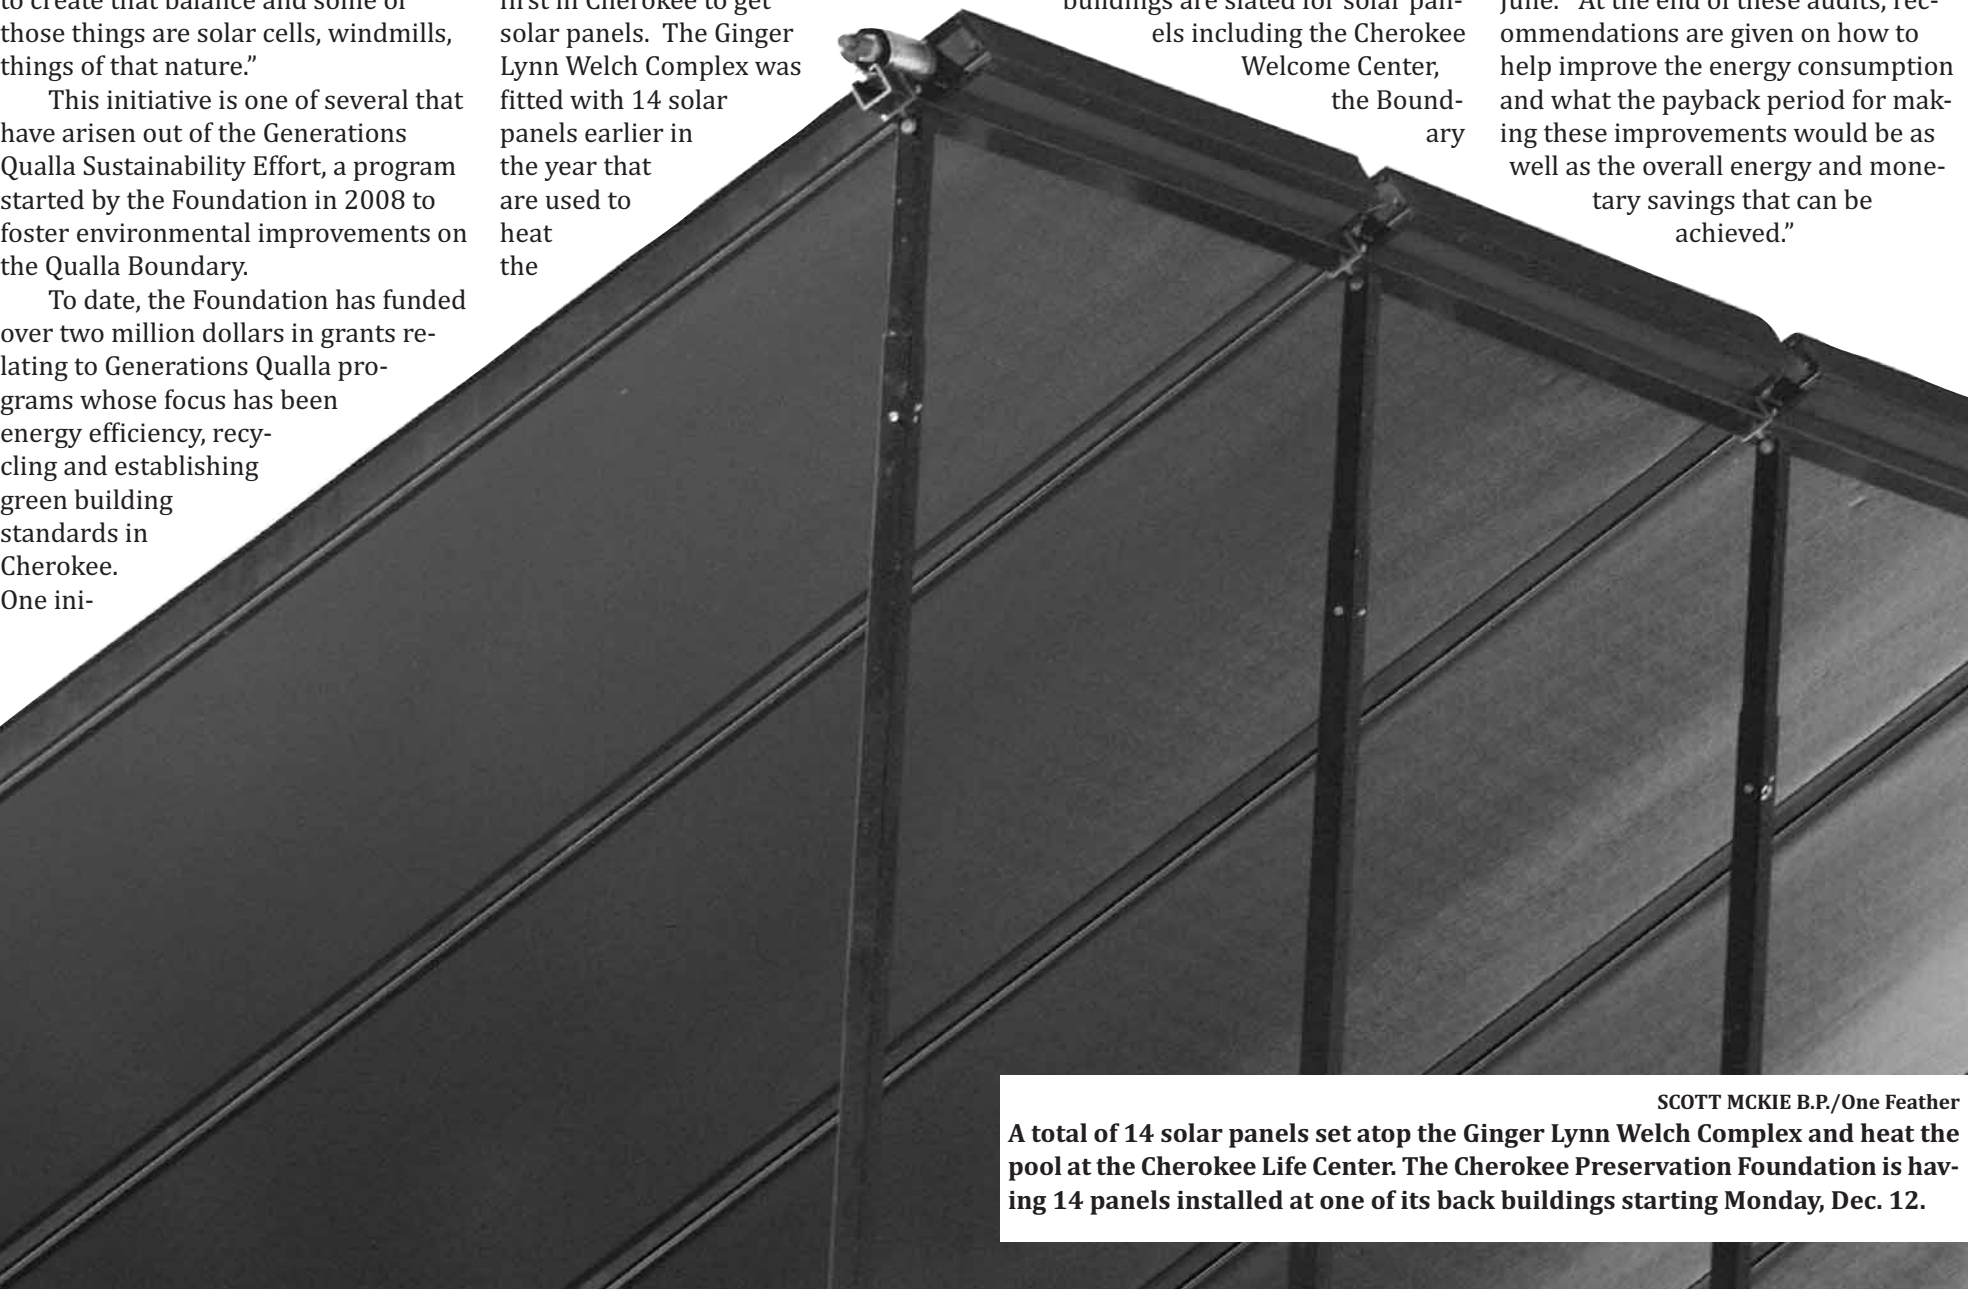 to create that balance and some of
those things are solar cells, windmills,
things of that nature.”
This initiative is one of several that
have arisen out of the Generations
Qualla Sustainability Effort, a program
started by the Foundation in 2008 to
foster environmental improvements on
the Qualla Boundary.
To date, the Foundation has funded
over two million dollars in grants re-
lating to Generations Qualla pro-
grams whose focus has been
energy efficiency, recy-
cling and establishing
green building
standards in
Cherokee.
One ini-
first in Cherokee to get
solar panels. The Ginger
Lynn Welch Complex was
fitted with 14 solar
panels earlier in
the year that
are used to
heat
the
buildings are slated for solar pan-
els including the Cherokee
Welcome Center,
the Bound-
ary
June. “At the end of these audits, rec-
ommendations are given on how to
help improve the energy consumption
and what the payback period for mak-
ing these improvements would be as
well as the overall energy and mone-
tary savings that can be
achieved.”
SCOTT MCKIE B.P./One Feather
A total of 14 solar panels set atop the Ginger Lynn Welch Complex and heat the
pool at the Cherokee Life Center. The Cherokee Preservation Foundation is hav-
ing 14 panels installed at one of its back buildings starting Monday, Dec. 12.